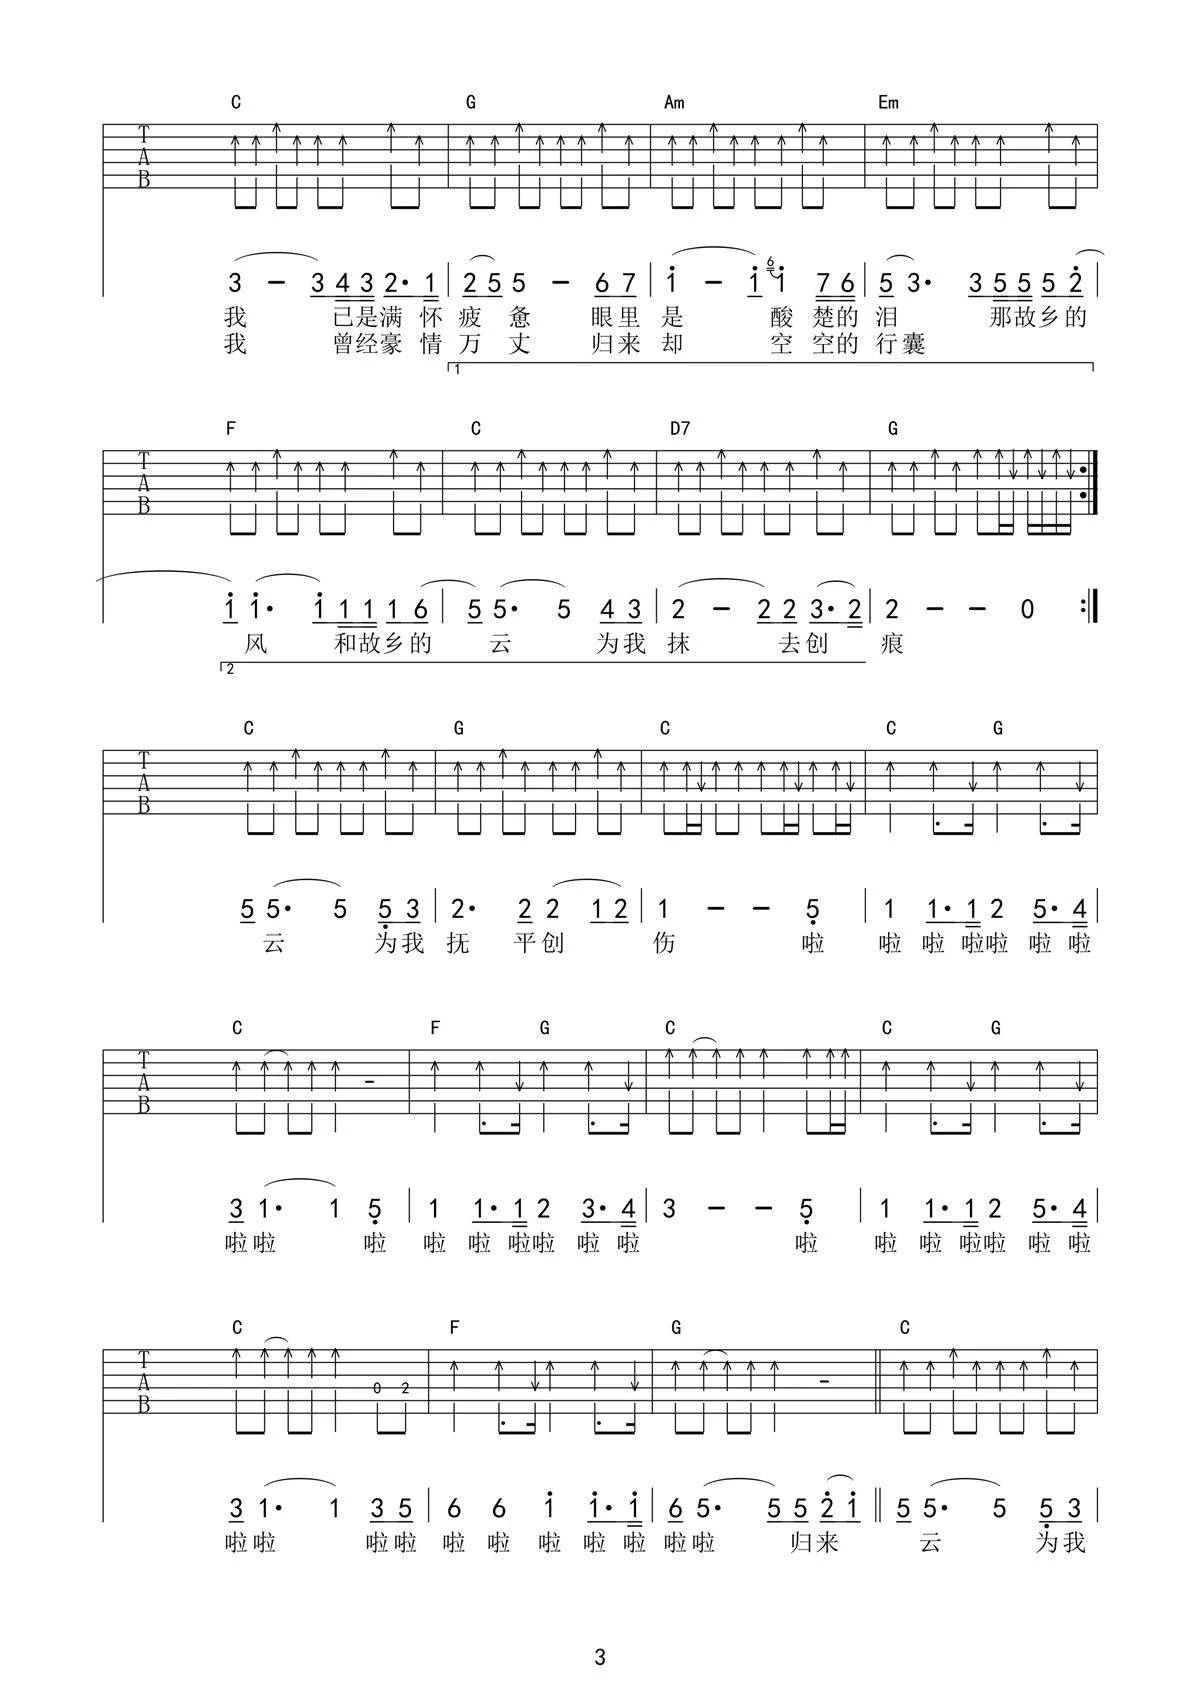 C G Am Em
T
A
B
3 - 3 4 3 2· 1 2 5 5 - 6 7 1 - 1 6 1 7 6 5 3· 3 5 5 5 2
我 已是满 怀 疲 惫 眼里 是 酸 楚的 泪 那故乡的
我 曾经豪 情 万 丈 归来 却 空 空的 行囊
1
F C D7 G
T
A
B
1 1· 1 1 1 1 6 5 5· 5 4 3 2 - 2 2 3· 2 2 - - 0
风 和故乡的 云 为我 抹 去创 痕
2
C G C C G
T
A
B
5 5· 5 5 3 2· 2 2 1 2 1 - - 5 1 1· 1 2 5· 4
云 为我 抚 平创 伤 啦 啦 啦 啦啦 啦 啦
C F G C C G
T
A
B
3 1· 1 5 1 1· 1 2 3· 4 3 - - 5 1 1· 1 2 5· 4
啦啦 啦 啦 啦 啦啦 啦 啦 啦 啦 啦 啦啦 啦 啦
C F G C
T
A
B
0 2
3 1· 1 3 5 6 6 1 1· 1 6 5· 5 5 2 1 5 5· 5 5 3
啦啦 啦啦 啦 啦 啦 啦 啦 啦啦 归来 云 为我
3